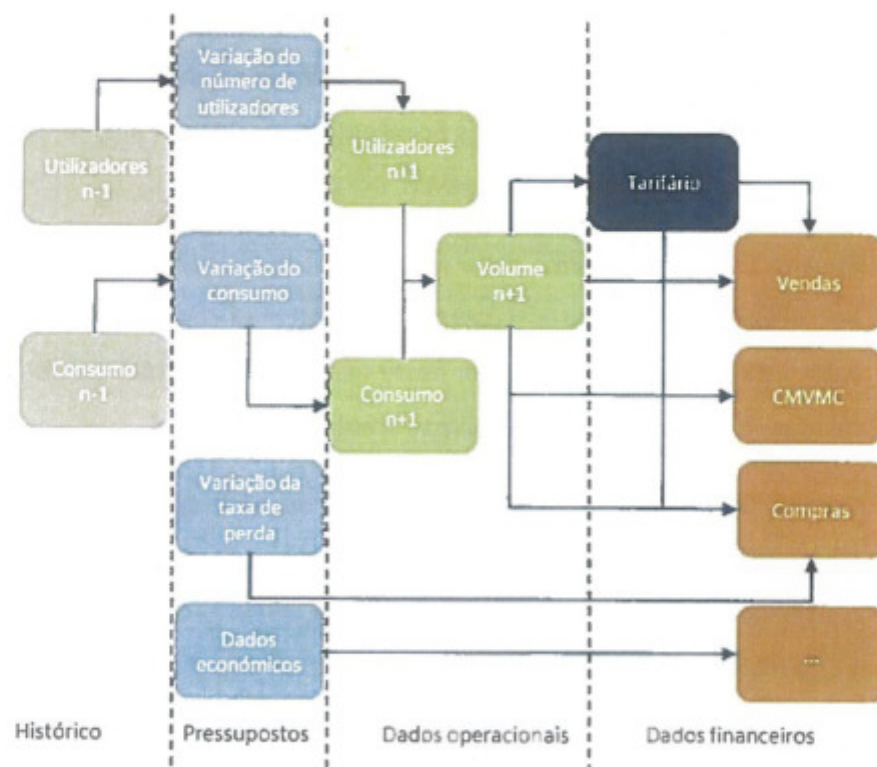 Variação do
número de
utilizadores
Utilizadores
n-1
Utilizadores
n+1
Tarifário
Variação do
consumo
Volume
n+1
Vendas
Consumo
n-1
Consumo
n+1
CMVMC
Variação da
taxa de
perda
Compras
Dados
económicos
...
Histórico
Pressupostos
Dados operacionais
Dados financeiros